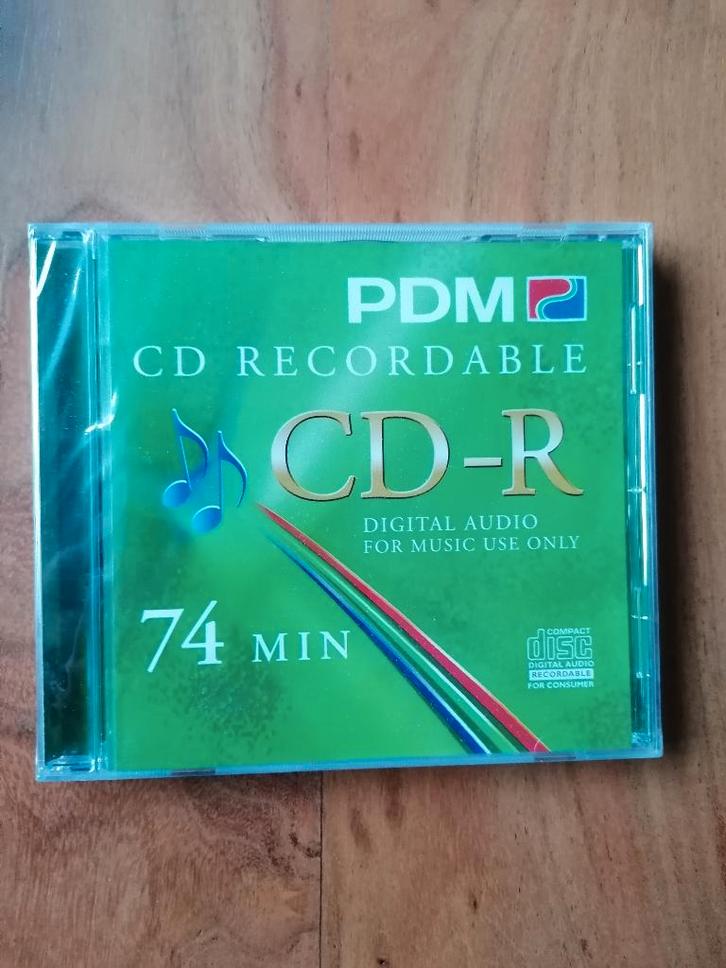 PDM
CD RECORDABLE
CD-R
DIGITAL AUDIO
FOR MUSIC USE ONLY
74 MIN
COMPACT
disc
DIGITAL AUDIO
RECORDABLE
FOR CONSUMER